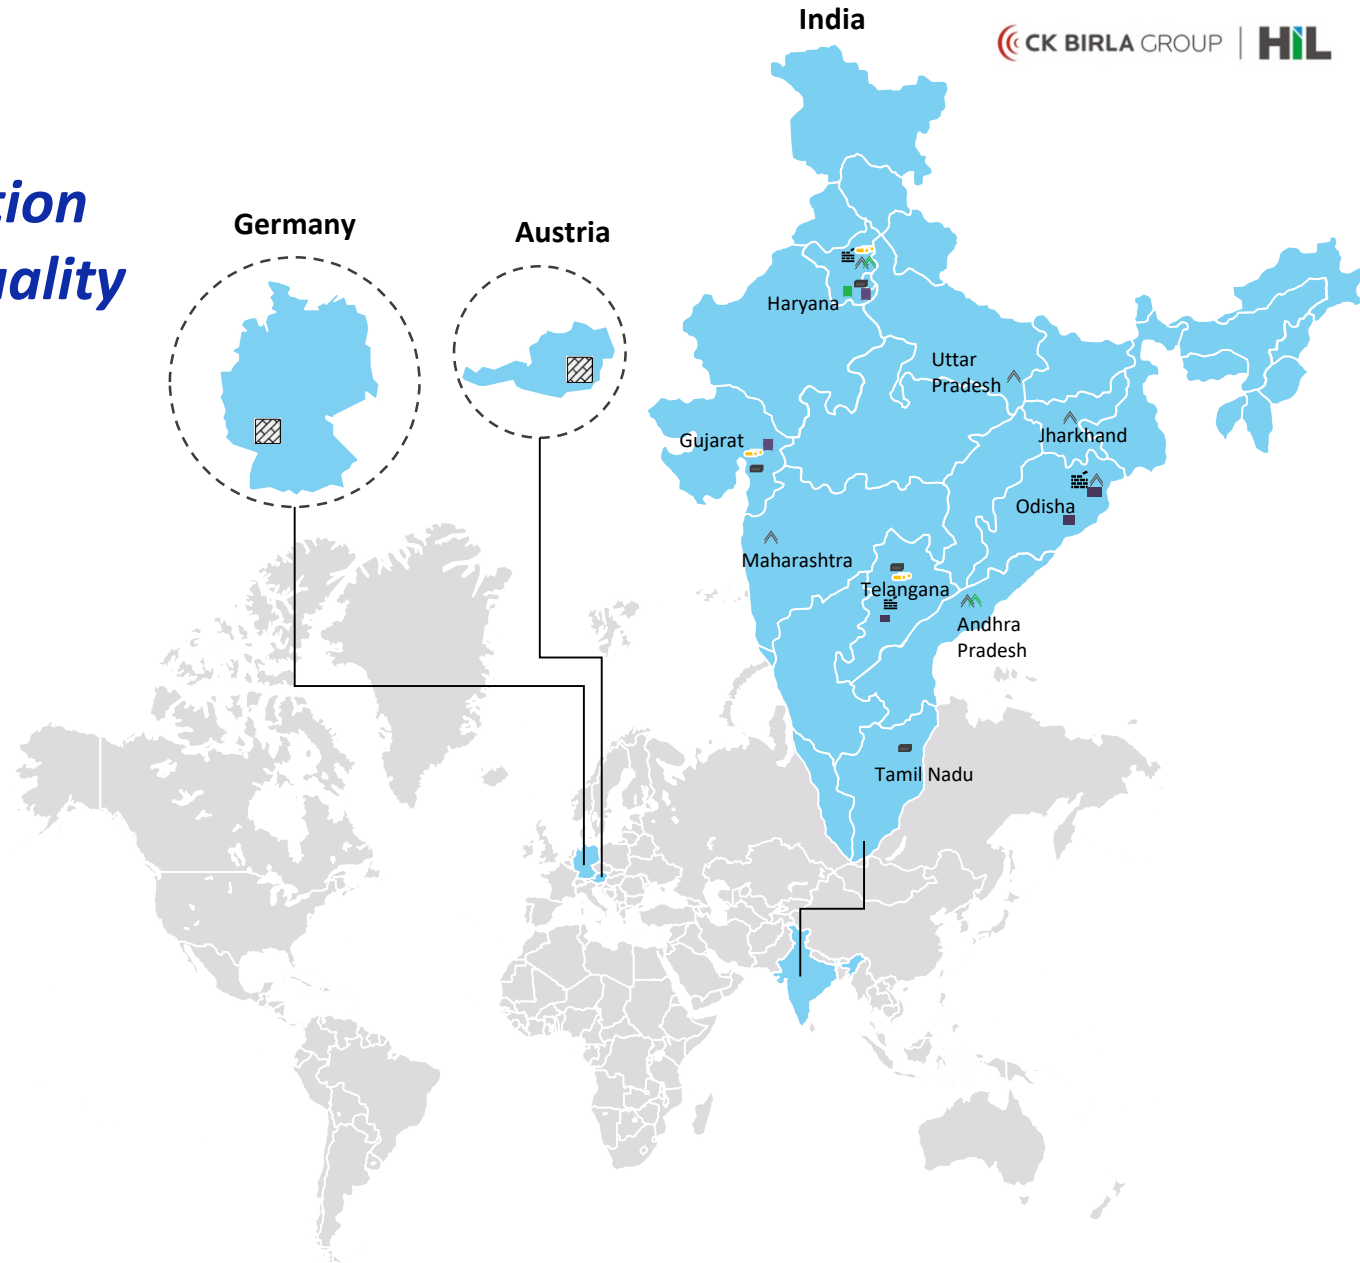 India
CK BIRLA GROUP | HIL
tion
uality
Germany
Austria
Haryana
Uttar
Pradesh
Gujarat
Jharkhand
Odisha
Maharashtra
Telangana
Andhra
Pradesh
Tamil Nadu